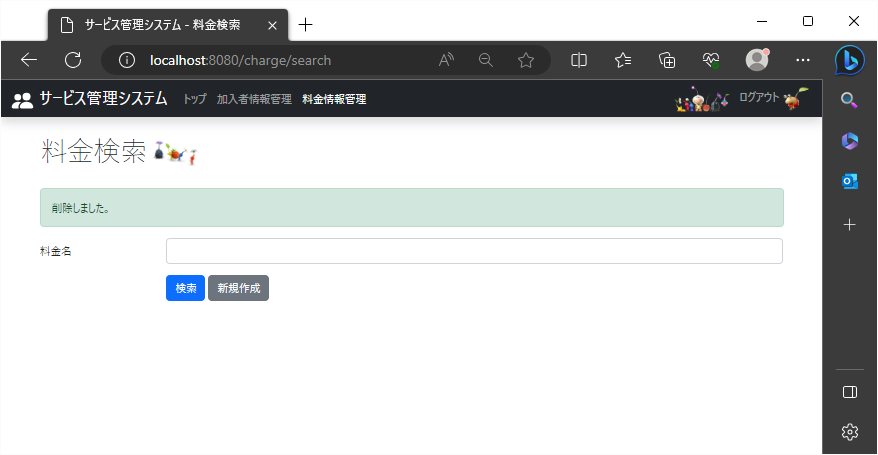 サービス管理システム - 料金検索
localhost:8080/charge/search
サービス管理システム トップ 加入者情報管理 料金情報管理 ログアウト
料金検索
削除しました。
料金名
検索 新規作成